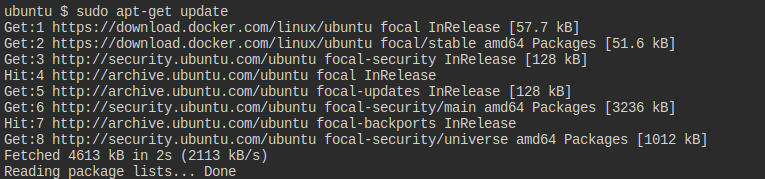 ubuntu $ sudo apt-get update
Get:1 https://download.docker.com/linux/ubuntu focal InRelease [57.7 kB]
Get:2 https://download.docker.com/linux/ubuntu focal/stable amd64 Packages [51.6 kB]
Get:3 http://security.ubuntu.com/ubuntu focal-security InRelease [128 kB]
Hit:4 http://archive.ubuntu.com/ubuntu focal InRelease
Get:5 http://archive.ubuntu.com/ubuntu focal-updates InRelease [128 kB]
Get:6 http://security.ubuntu.com/ubuntu focal-security/main amd64 Packages [3236 kB]
Hit:7 http://archive.ubuntu.com/ubuntu focal-backports InRelease
Get:8 http://security.ubuntu.com/ubuntu focal-security/universe amd64 Packages [1012 kB]
Fetched 4613 kB in 2s (2113 kB/s)
Reading package lists... Done